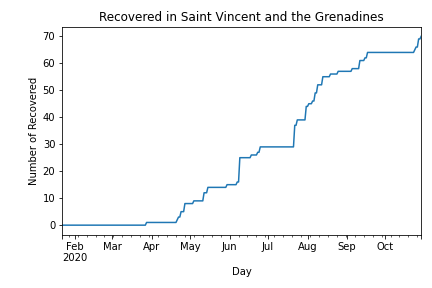 Recovered in Saint Vincent and the Grenadines
Number of Recovered
70
60
50
40
30
20
10
0
Feb Mar Apr May Jun Jul Aug Sep Oct
2020
Day